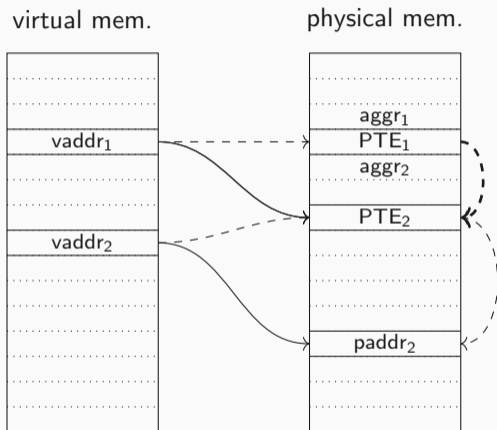 virtual mem.
physical mem.
aggr₁
vaddr₁
PTE₁
aggr₂
PTE₂
vaddr₂
paddr₂